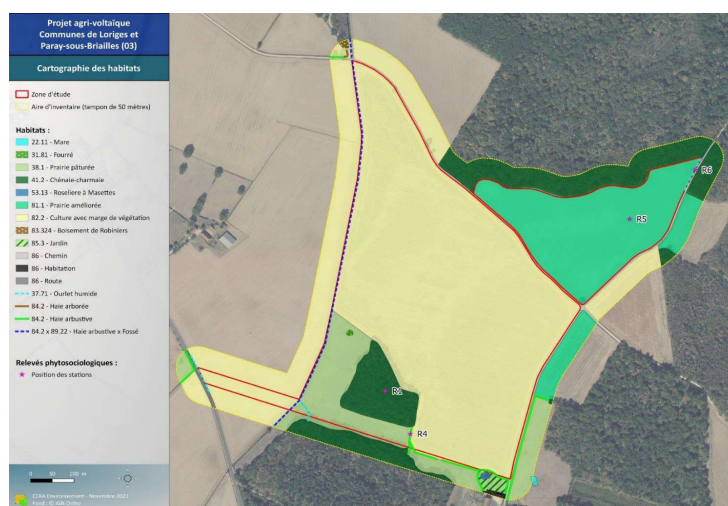 Projet agri-voltaïque
Communes de Loriges et
Paray-sous-Briailles (03)
Cartographie des habitats
Zone d'étude
Aire d'inventaire (tampon de 50 mètres)
Habitats :
22.11 - Mare
31.81 - Fourré
38.1 - Prairie pâturée
41.2 - Chênaie-charmaie
53.13 - Roseliere à Masettes
81.1 - Prairie améliorée
82.2 - Culture avec marge de végétation
83.324 - Boisement de Robiniers
85.3 - Jardin
86 - Chemin
86 - Habitation
86 - Route
37.71 - Ourlet humide
84.2 - Haie arborée
84.2 - Haie arbustive
84.2 x 89.22 - Haie arbustive x Fossé
Relevés phytosociologiques :
Position des stations
0 50 100 m
CERA Environnement - Novembre 2021
Fond : © IGN Ortho
R6
R5
R1
R4